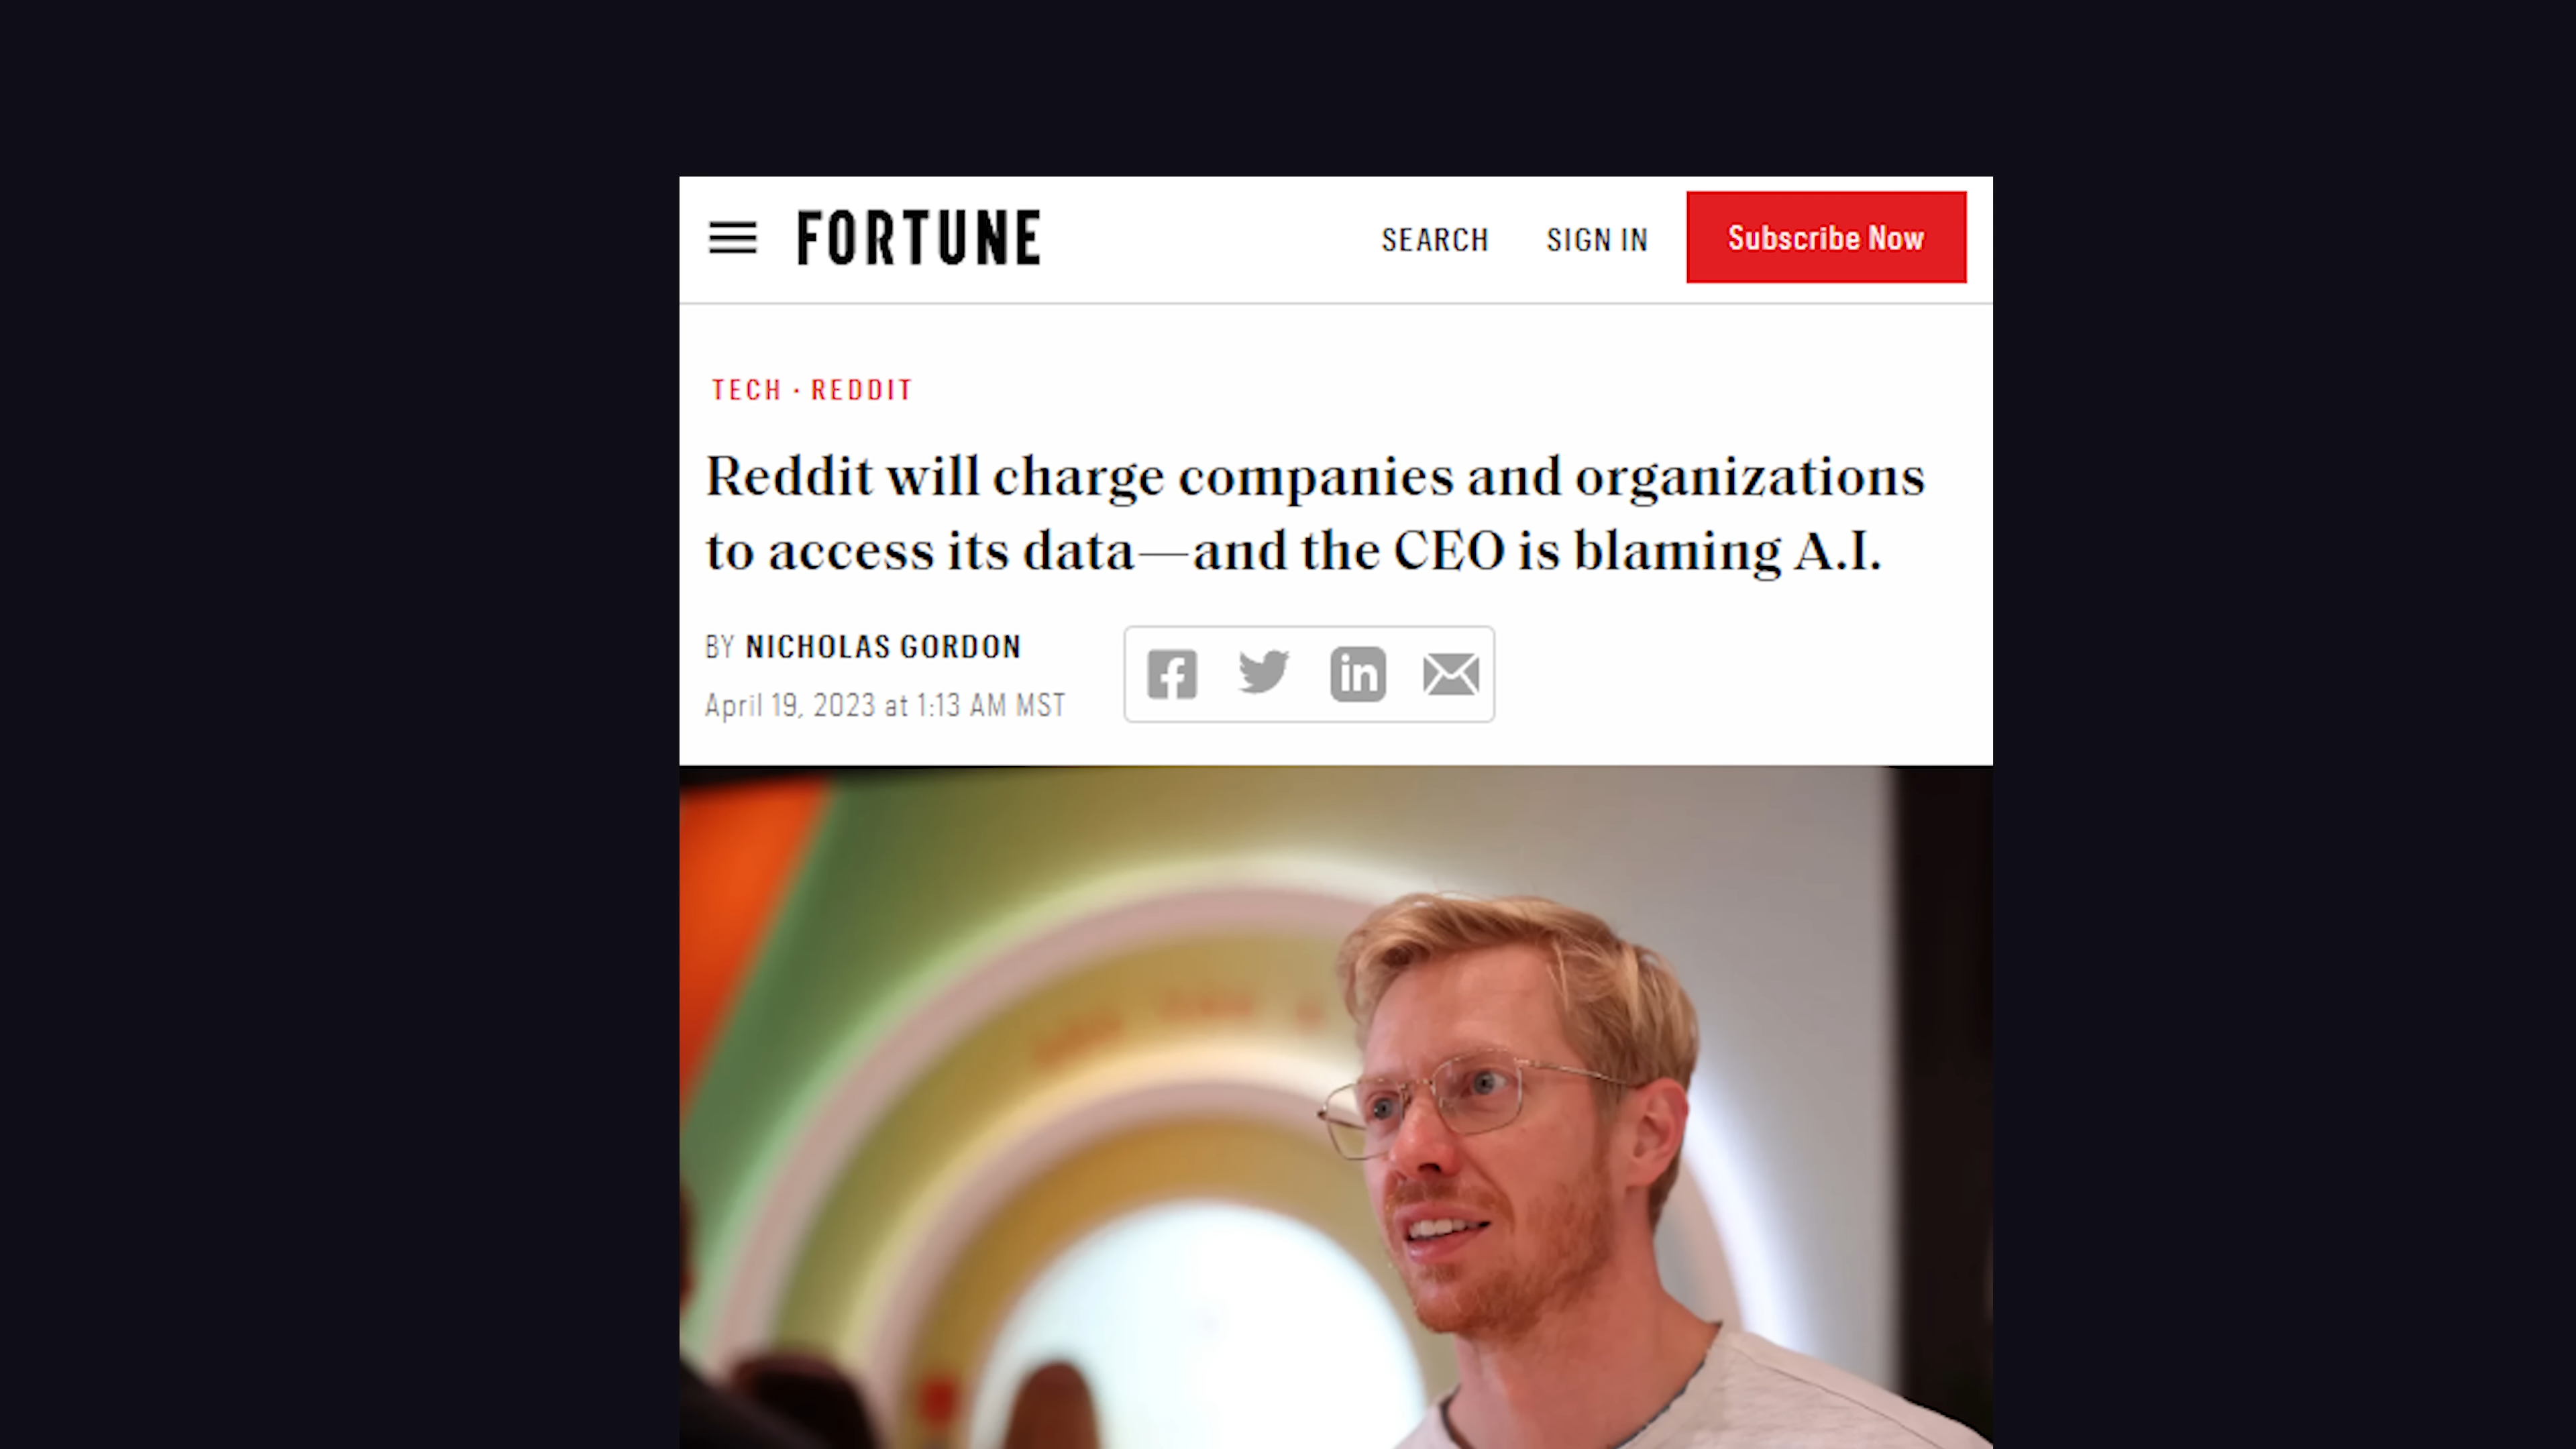 FORTUNE
SEARCH
SIGN IN
Subscribe Now
TECH · REDDIT
Reddit will charge companies and organizations
to access its data—and the CEO is blaming A.I.
BY NICHOLAS GORDON
April 19, 2023 at 1:13 AM MST